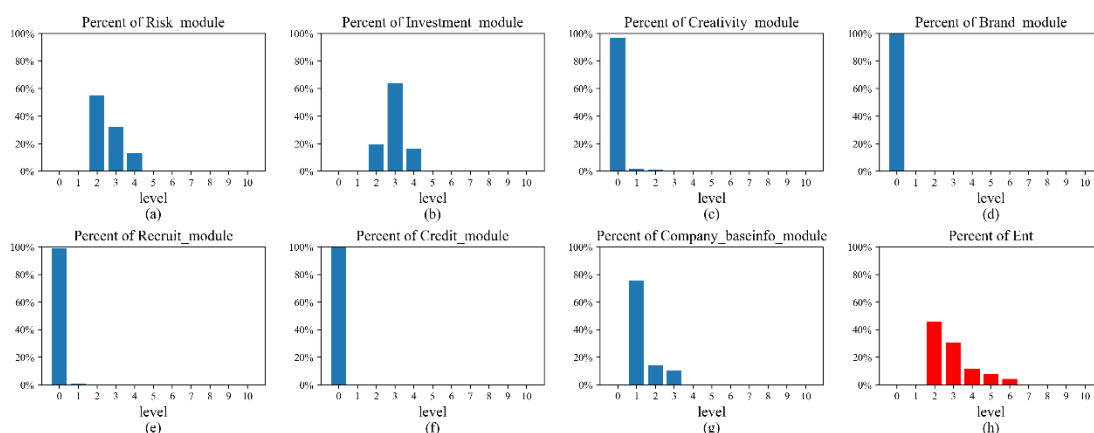 Percent of Risk_module
100%
80%
60%
40%
20%
0%
0 1 2 3 4 5 6 7 8 9 10
level
(a)
Percent of Investment_module
100%
80%
60%
40%
20%
0%
0 1 2 3 4 5 6 7 8 9 10
level
(b)
Percent of Creativity_module
100%
80%
60%
40%
20%
0%
0 1 2 3 4 5 6 7 8 9 10
level
(c)
Percent of Brand_module
100%
80%
60%
40%
20%
0%
0 1 2 3 4 5 6 7 8 9 10
level
(d)
Percent of Recruit_module
100%
80%
60%
40%
20%
0%
0 1 2 3 4 5 6 7 8 9 10
level
(e)
Percent of Credit_module
100%
80%
60%
40%
20%
0%
0 1 2 3 4 5 6 7 8 9 10
level
(f)
Percent of Company_baseinfo_module
100%
80%
60%
40%
20%
0%
0 1 2 3 4 5 6 7 8 9 10
level
(g)
Percent of Ent
100%
80%
60%
40%
20%
0%
0 1 2 3 4 5 6 7 8 9 10
level
(h)